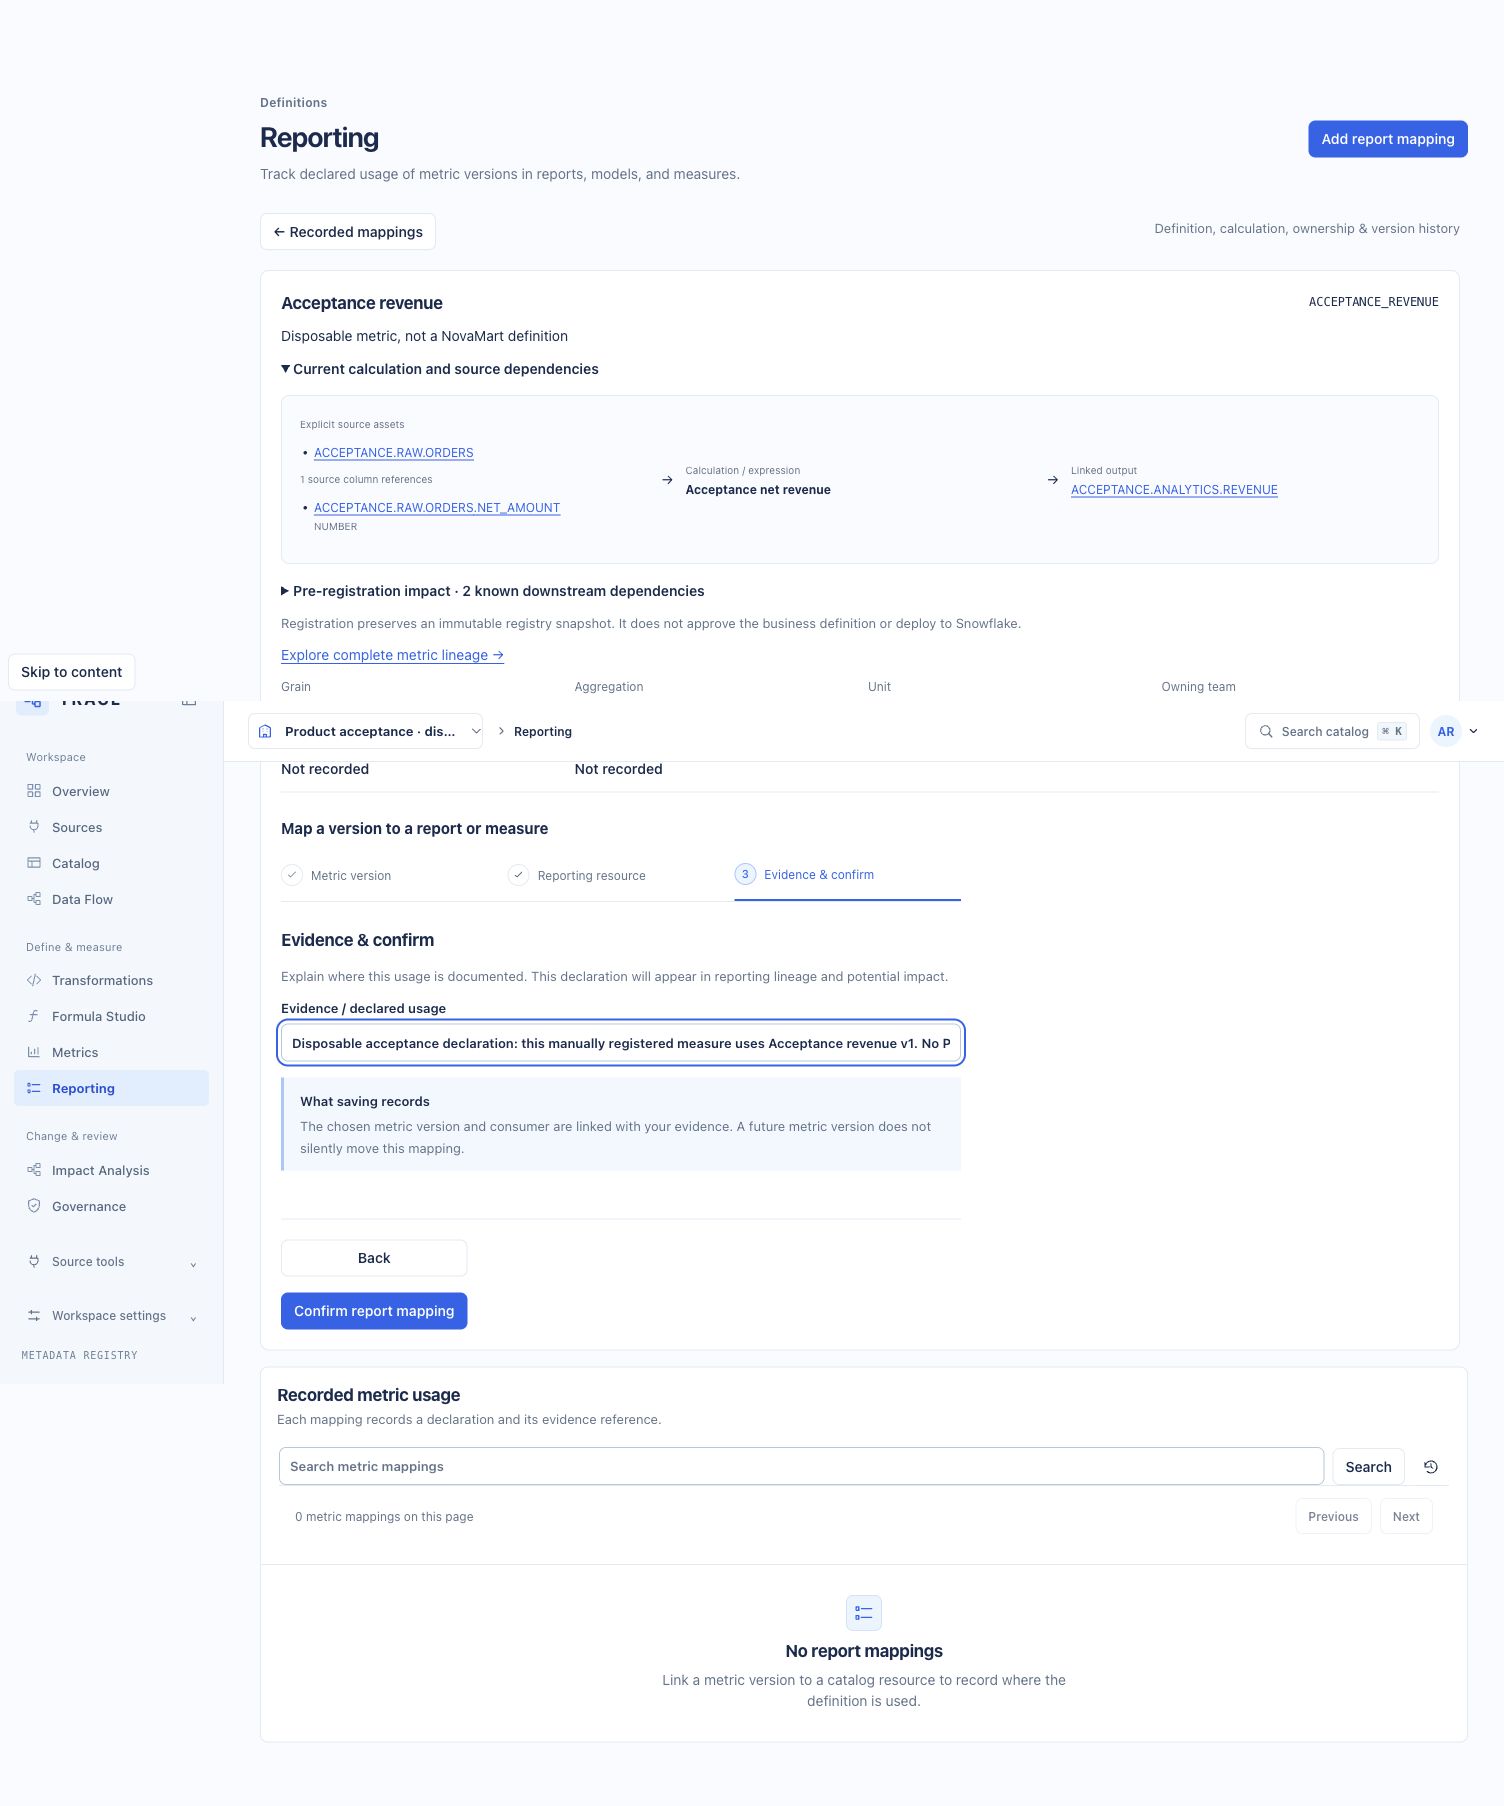 Definitions
Reporting
Add report mapping
Track declared usage of metric versions in reports, models, and measures.
← Recorded mappings
Definition, calculation, ownership & version history
Acceptance revenue
ACCEPTANCE_REVENUE
Disposable metric, not a NovaMart definition
▼ Current calculation and source dependencies
Explicit source assets
• ACCEPTANCE.RAW.ORDERS
1 source column references
• ACCEPTANCE.RAW.ORDERS.NET_AMOUNT
NUMBER
→ Calculation / expression
Acceptance net revenue
→ Linked output
ACCEPTANCE.ANALYTICS.REVENUE
▶ Pre-registration impact · 2 known downstream dependencies
Registration preserves an immutable registry snapshot. It does not approve the business definition or deploy to Snowflake.
Explore complete metric lineage →
Skip to content
Grain
Aggregation
Unit
Owning team
Product acceptance · dis...
Reporting
Search catalog
⌘ K
AR
Workspace
Overview
Sources
Catalog
Data Flow
Define & measure
Transformations
Formula Studio
Metrics
Reporting
Change & review
Impact Analysis
Governance
Source tools
Workspace settings
METADATA REGISTRY
Not recorded
Not recorded
Map a version to a report or measure
Metric version
Reporting resource
3 Evidence & confirm
Evidence & confirm
Explain where this usage is documented. This declaration will appear in reporting lineage and potential impact.
Evidence / declared usage
Disposable acceptance declaration: this manually registered measure uses Acceptance revenue v1. No P
What saving records
The chosen metric version and consumer are linked with your evidence. A future metric version does not
silently move this mapping.
Back
Confirm report mapping
Recorded metric usage
Each mapping records a declaration and its evidence reference.
Search metric mappings
Search
0 metric mappings on this page
Previous
Next
No report mappings
Link a metric version to a catalog resource to record where the
definition is used.